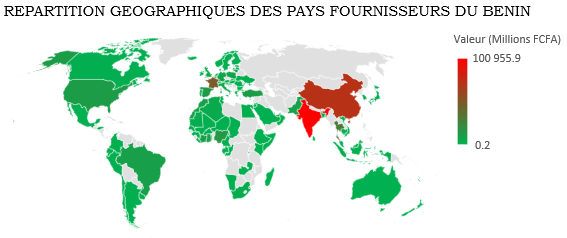 REPARTITION GEOGRAPHIQUES DES PAYS FOURNISSEURS DU BENIN
Valeur (Millions FCFA)
100 955.9
0.2